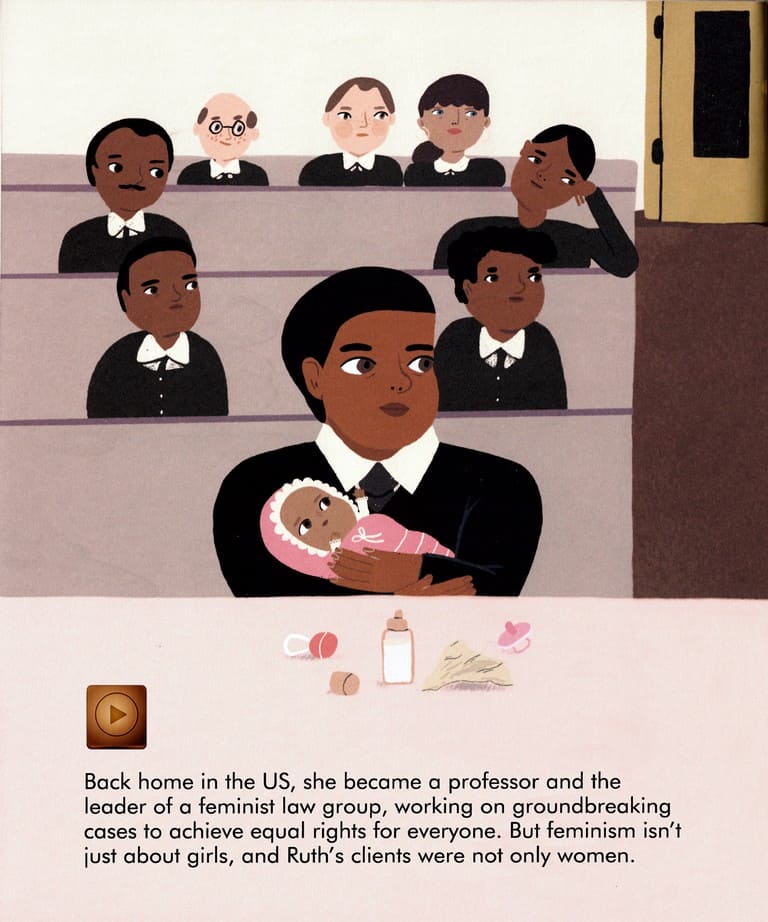 Back home in the US, she became a professor and the
leader of a feminist law group, working on groundbreaking
cases to achieve equal rights for everyone. But feminism isn’t
just about girls, and Ruth’s clients were not only women.